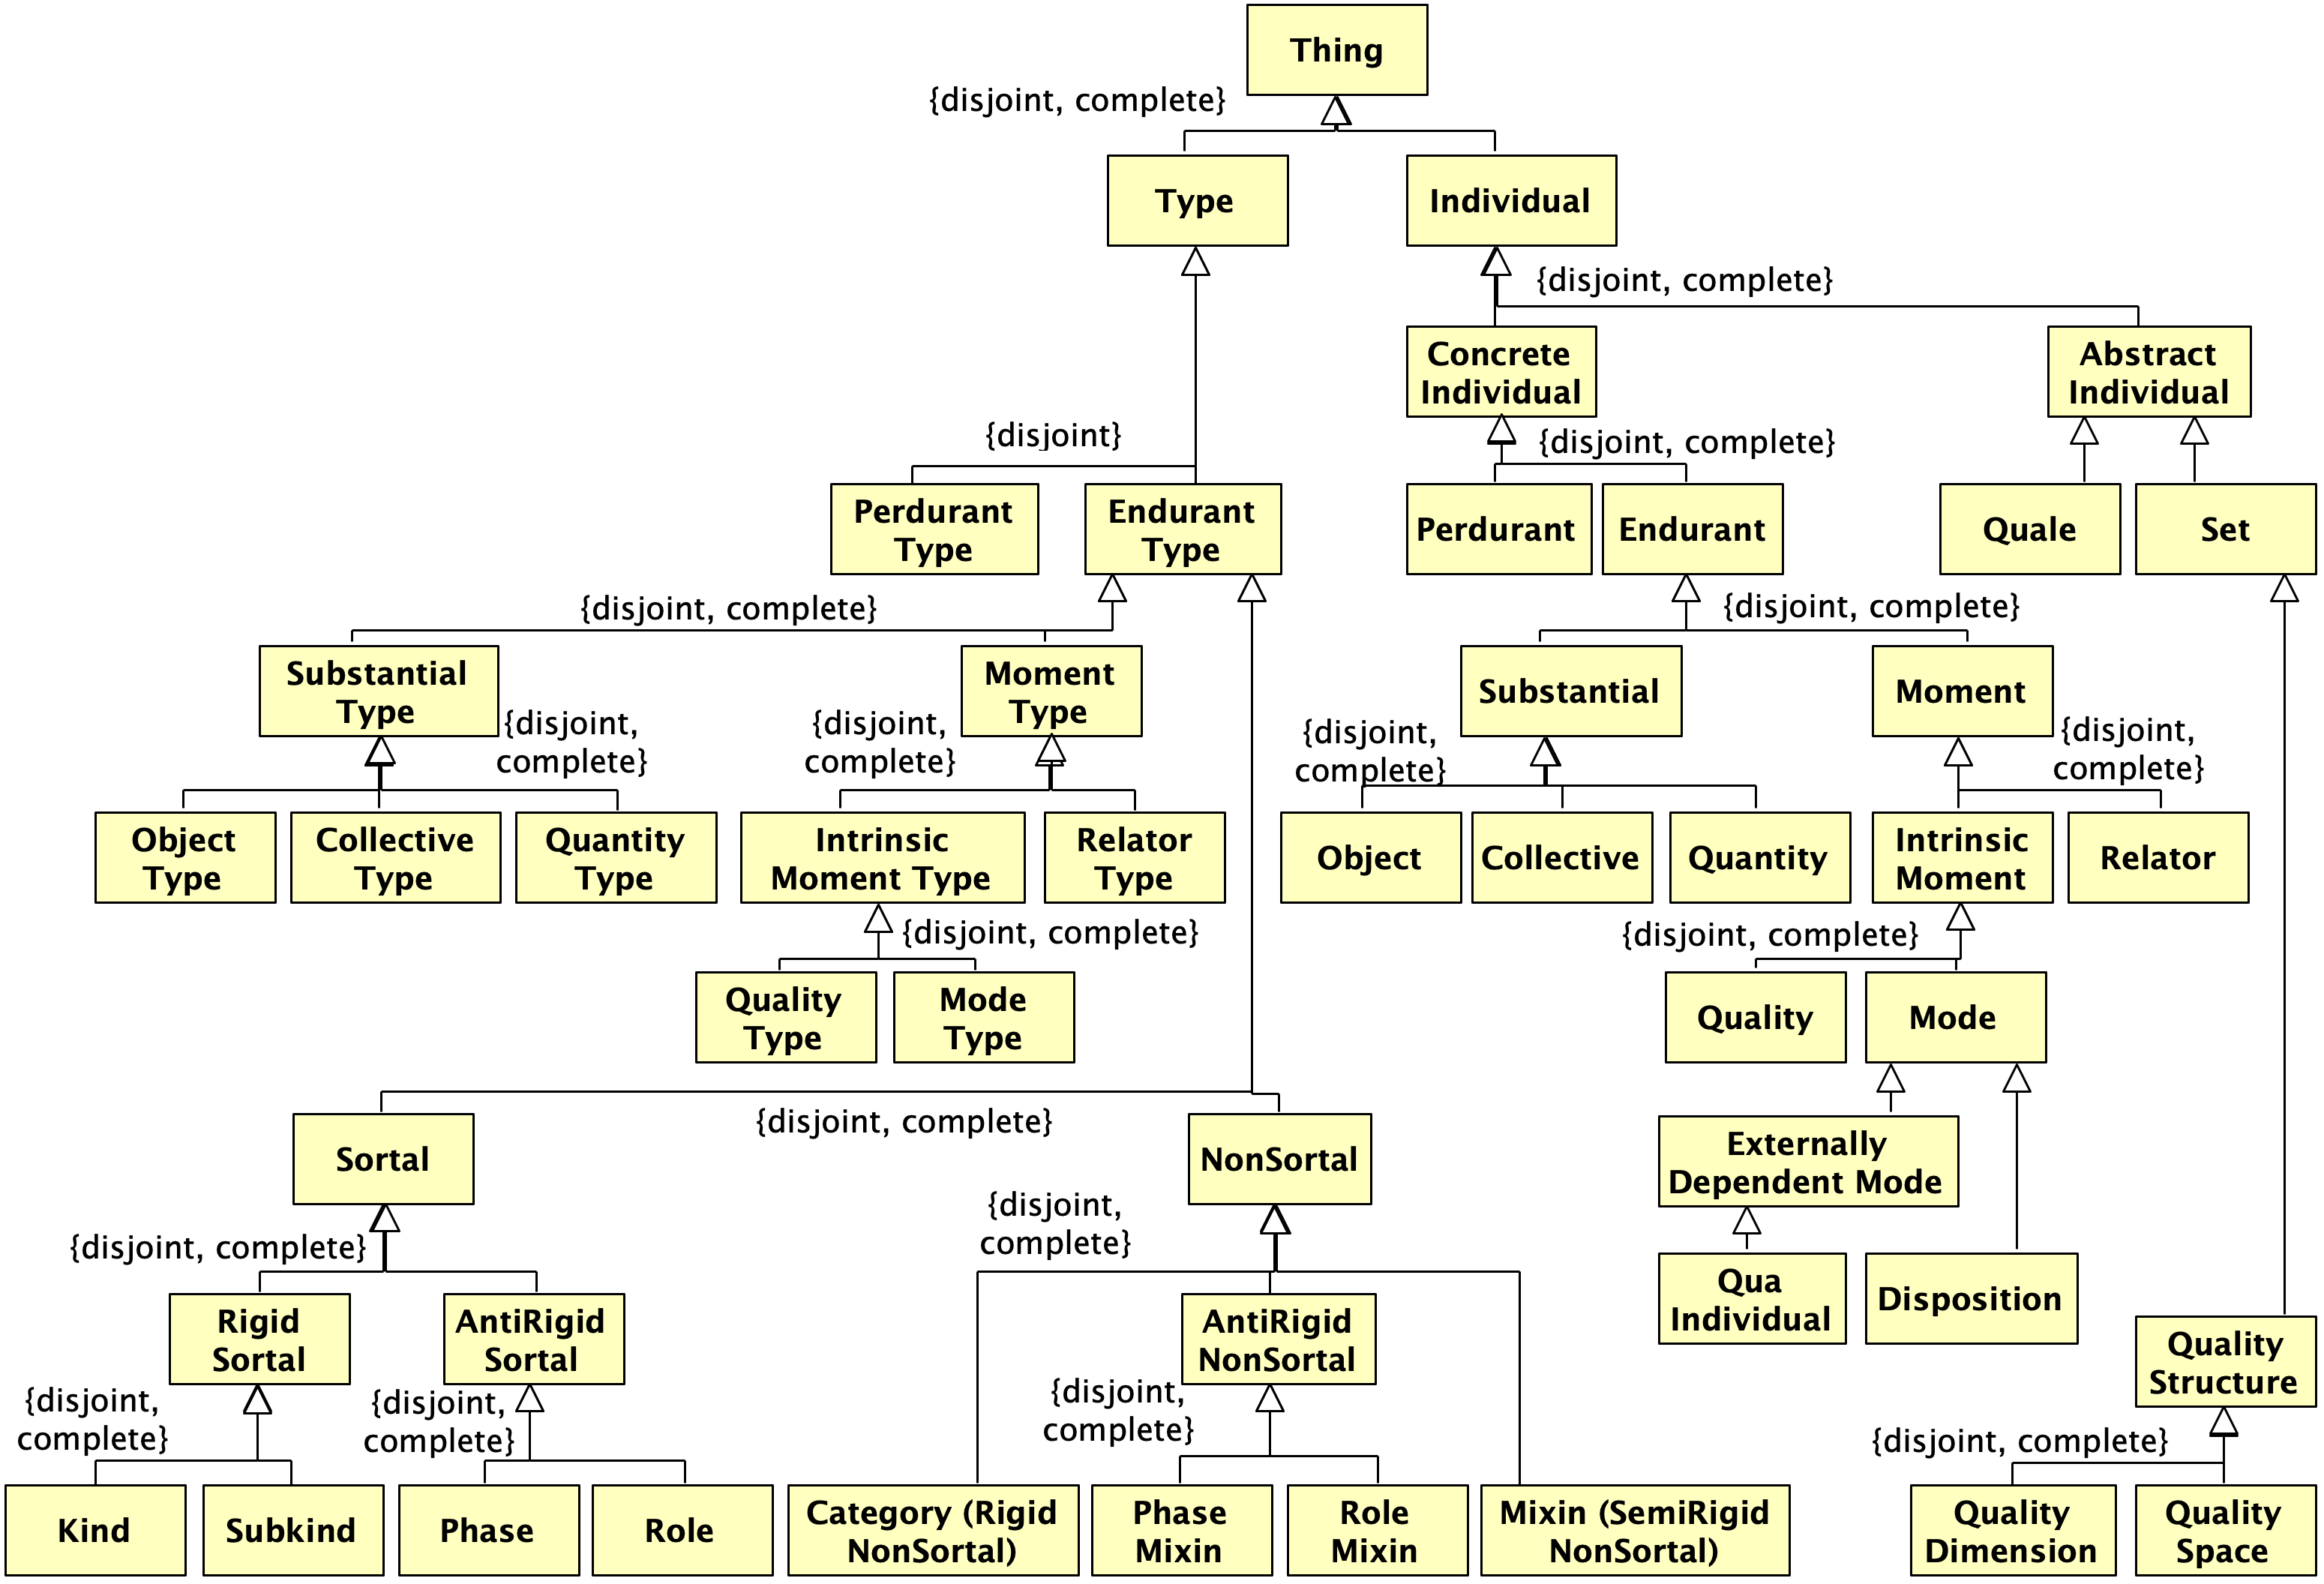 Thing
{disjoint, complete}
Type
Individual
{disjoint, complete}
Concrete
Individual
Abstract
Individual
{disjoint}
{disjoint, complete}
Perdurant
Type
Endurant
Type
Perdurant
Endurant
Quale
Set
{disjoint, complete}
{disjoint, complete}
Substantial
Type
Moment
Type
Substantial
Moment
{disjoint,
complete}
{disjoint,
complete}
{disjoint,
complete}
{disjoint,
complete}
Object
Type
Collective
Type
Quantity
Type
Intrinsic
Moment Type
Relator
Type
Object
Collective
Quantity
Intrinsic
Moment
Relator
{disjoint, complete}
{disjoint, complete}
Quality
Type
Mode
Type
Quality
Mode
{disjoint, complete}
Sortal
NonSortal
Externally
Dependent Mode
{disjoint, complete}
{disjoint,
complete}
Rigid
Sortal
AntiRigid
Sortal
AntiRigid
NonSortal
Qua
Individual
Disposition
Quality
Structure
{disjoint,
complete}
{disjoint,
complete}
{disjoint,
complete}
{disjoint, complete}
Kind
Subkind
Phase
Role
Category (Rigid
NonSortal)
Phase
Mixin
Role
Mixin
Mixin (SemiRigid
NonSortal)
Quality
Dimension
Quality
Space